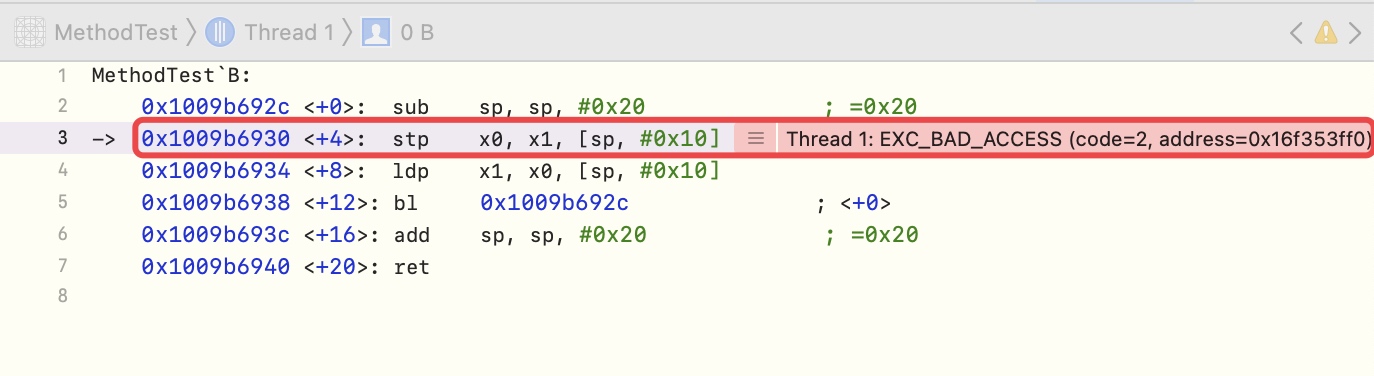 MethodTest Thread 1 0 B
1 MethodTest`B:
2 0x1009b692c <+0>: sub sp, sp, #0x20 ; =0x20
3 -> 0x1009b6930 <+4>: stp x0, x1, [sp, #0x10] Thread 1: EXC_BAD_ACCESS (code=2, address=0x16f353ff0)
4 0x1009b6934 <+8>: ldp x1, x0, [sp, #0x10]
5 0x1009b6938 <+12>: bl 0x1009b692c ; <+0>
6 0x1009b693c <+16>: add sp, sp, #0x20 ; =0x20
7 0x1009b6940 <+20>: ret
8